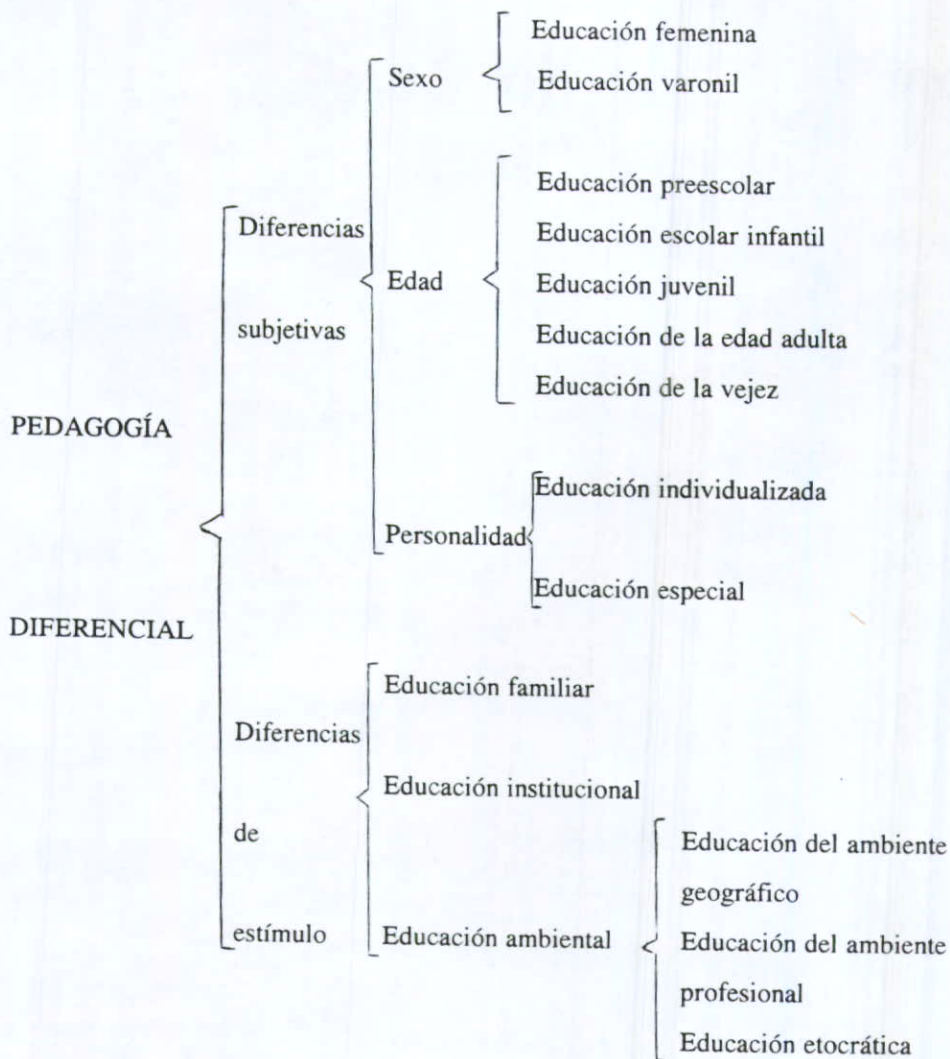 PEDAGOGÍA
DIFERENCIAL
Diferencias
subjetivas
Sexo
Educación femenina
Educación varonil
Edad
Educación preescolar
Educación escolar infantil
Educación juvenil
Educación de la edad adulta
Educación de la vejez
Personalidad
Educación individualizada
Educación especial
Diferencias
de
estímulo
Educación familiar
Educación institucional
Educación ambiental
Educación del ambiente
geográfico
Educación del ambiente
profesional
Educación etocrática